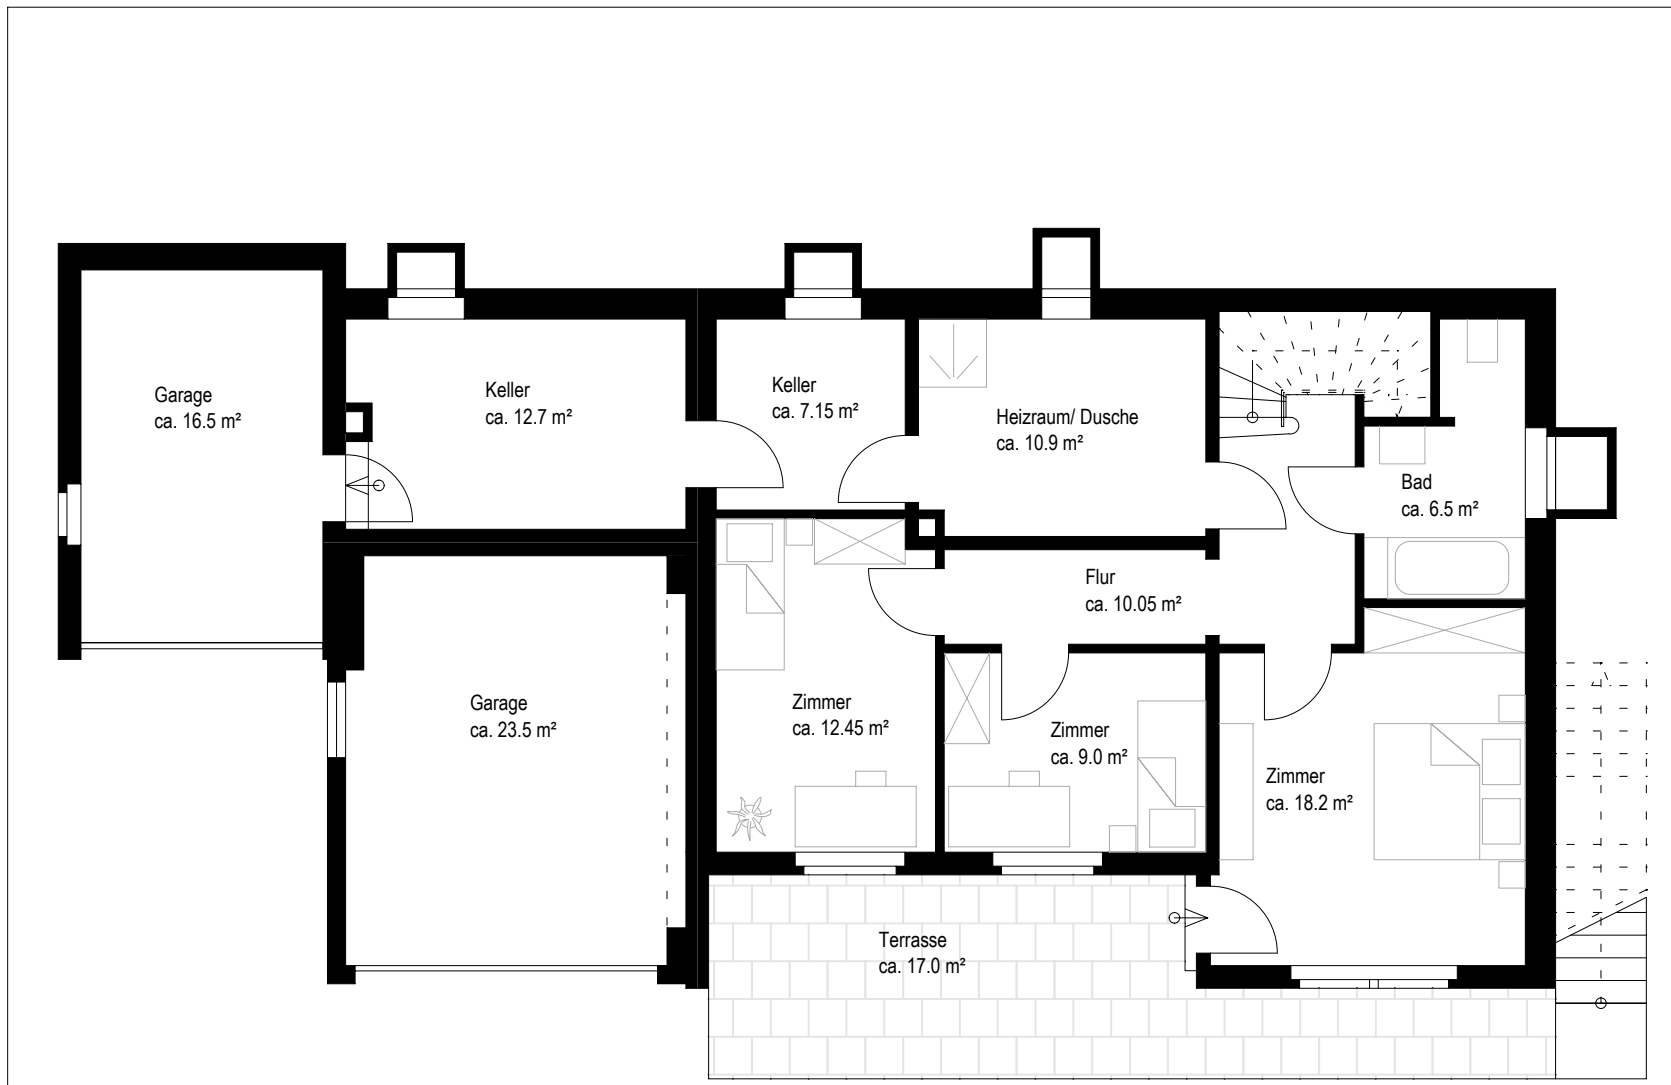 Garage
ca. 16.5 m²
Keller
ca. 12.7 m²
Keller
ca. 7.15 m²
Heizraum/ Dusche
ca. 10.9 m²
Bad
ca. 6.5 m²
Flur
ca. 10.05 m²
Garage
ca. 23.5 m²
Zimmer
ca. 12.45 m²
Zimmer
ca. 9.0 m²
Zimmer
ca. 18.2 m²
Terrasse
ca. 17.0 m²